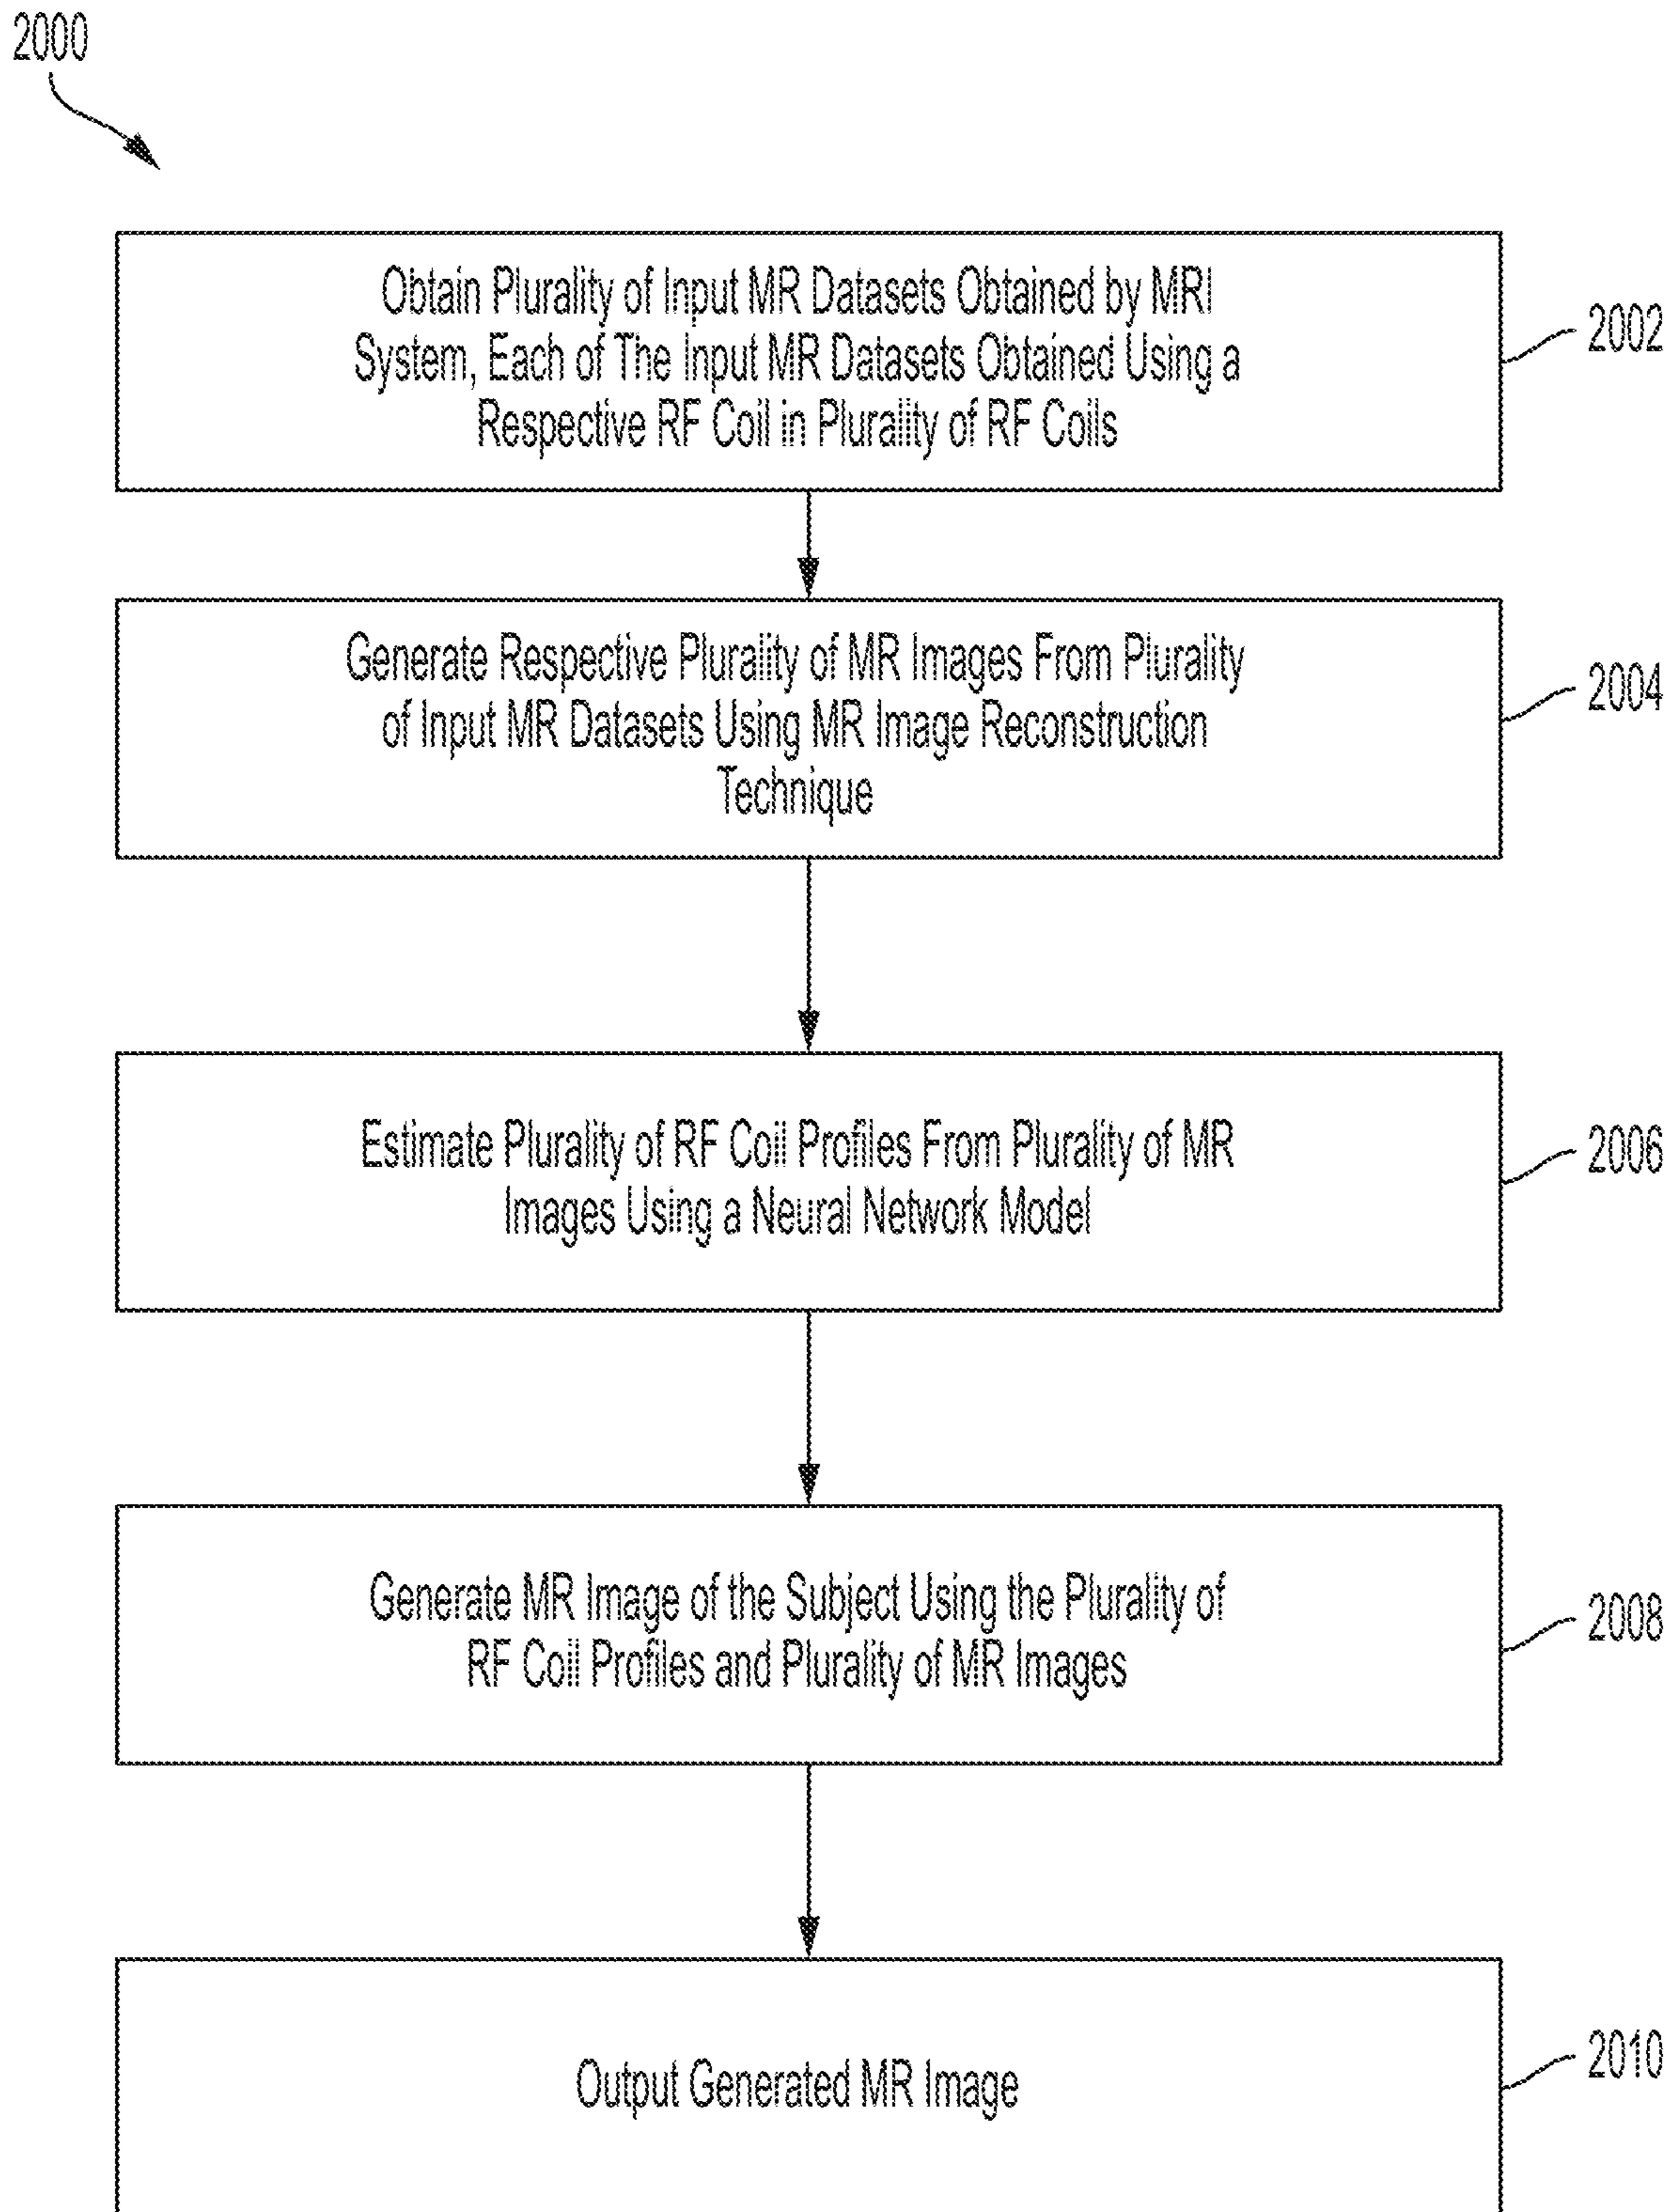 2000
Obtain Plurality of Input MR Datasets Obtained by MRI
System, Each of The Input MR Datasets Obtained Using a
Respective RF Coil in Plurality of RF Coils
2002
Generate Respective Plurality of MR Images From Plurality
of Input MR Datasets Using MR Image Reconstruction
Technique
2004
Estimate Plurality of RF Coil Profiles From Plurality of MR
Images Using a Neural Network Model
2006
Generate MR Image of the Subject Using the Plurality of
RF Coil Profiles and Plurality of MR Images
2008
Output Generated MR Image
2010